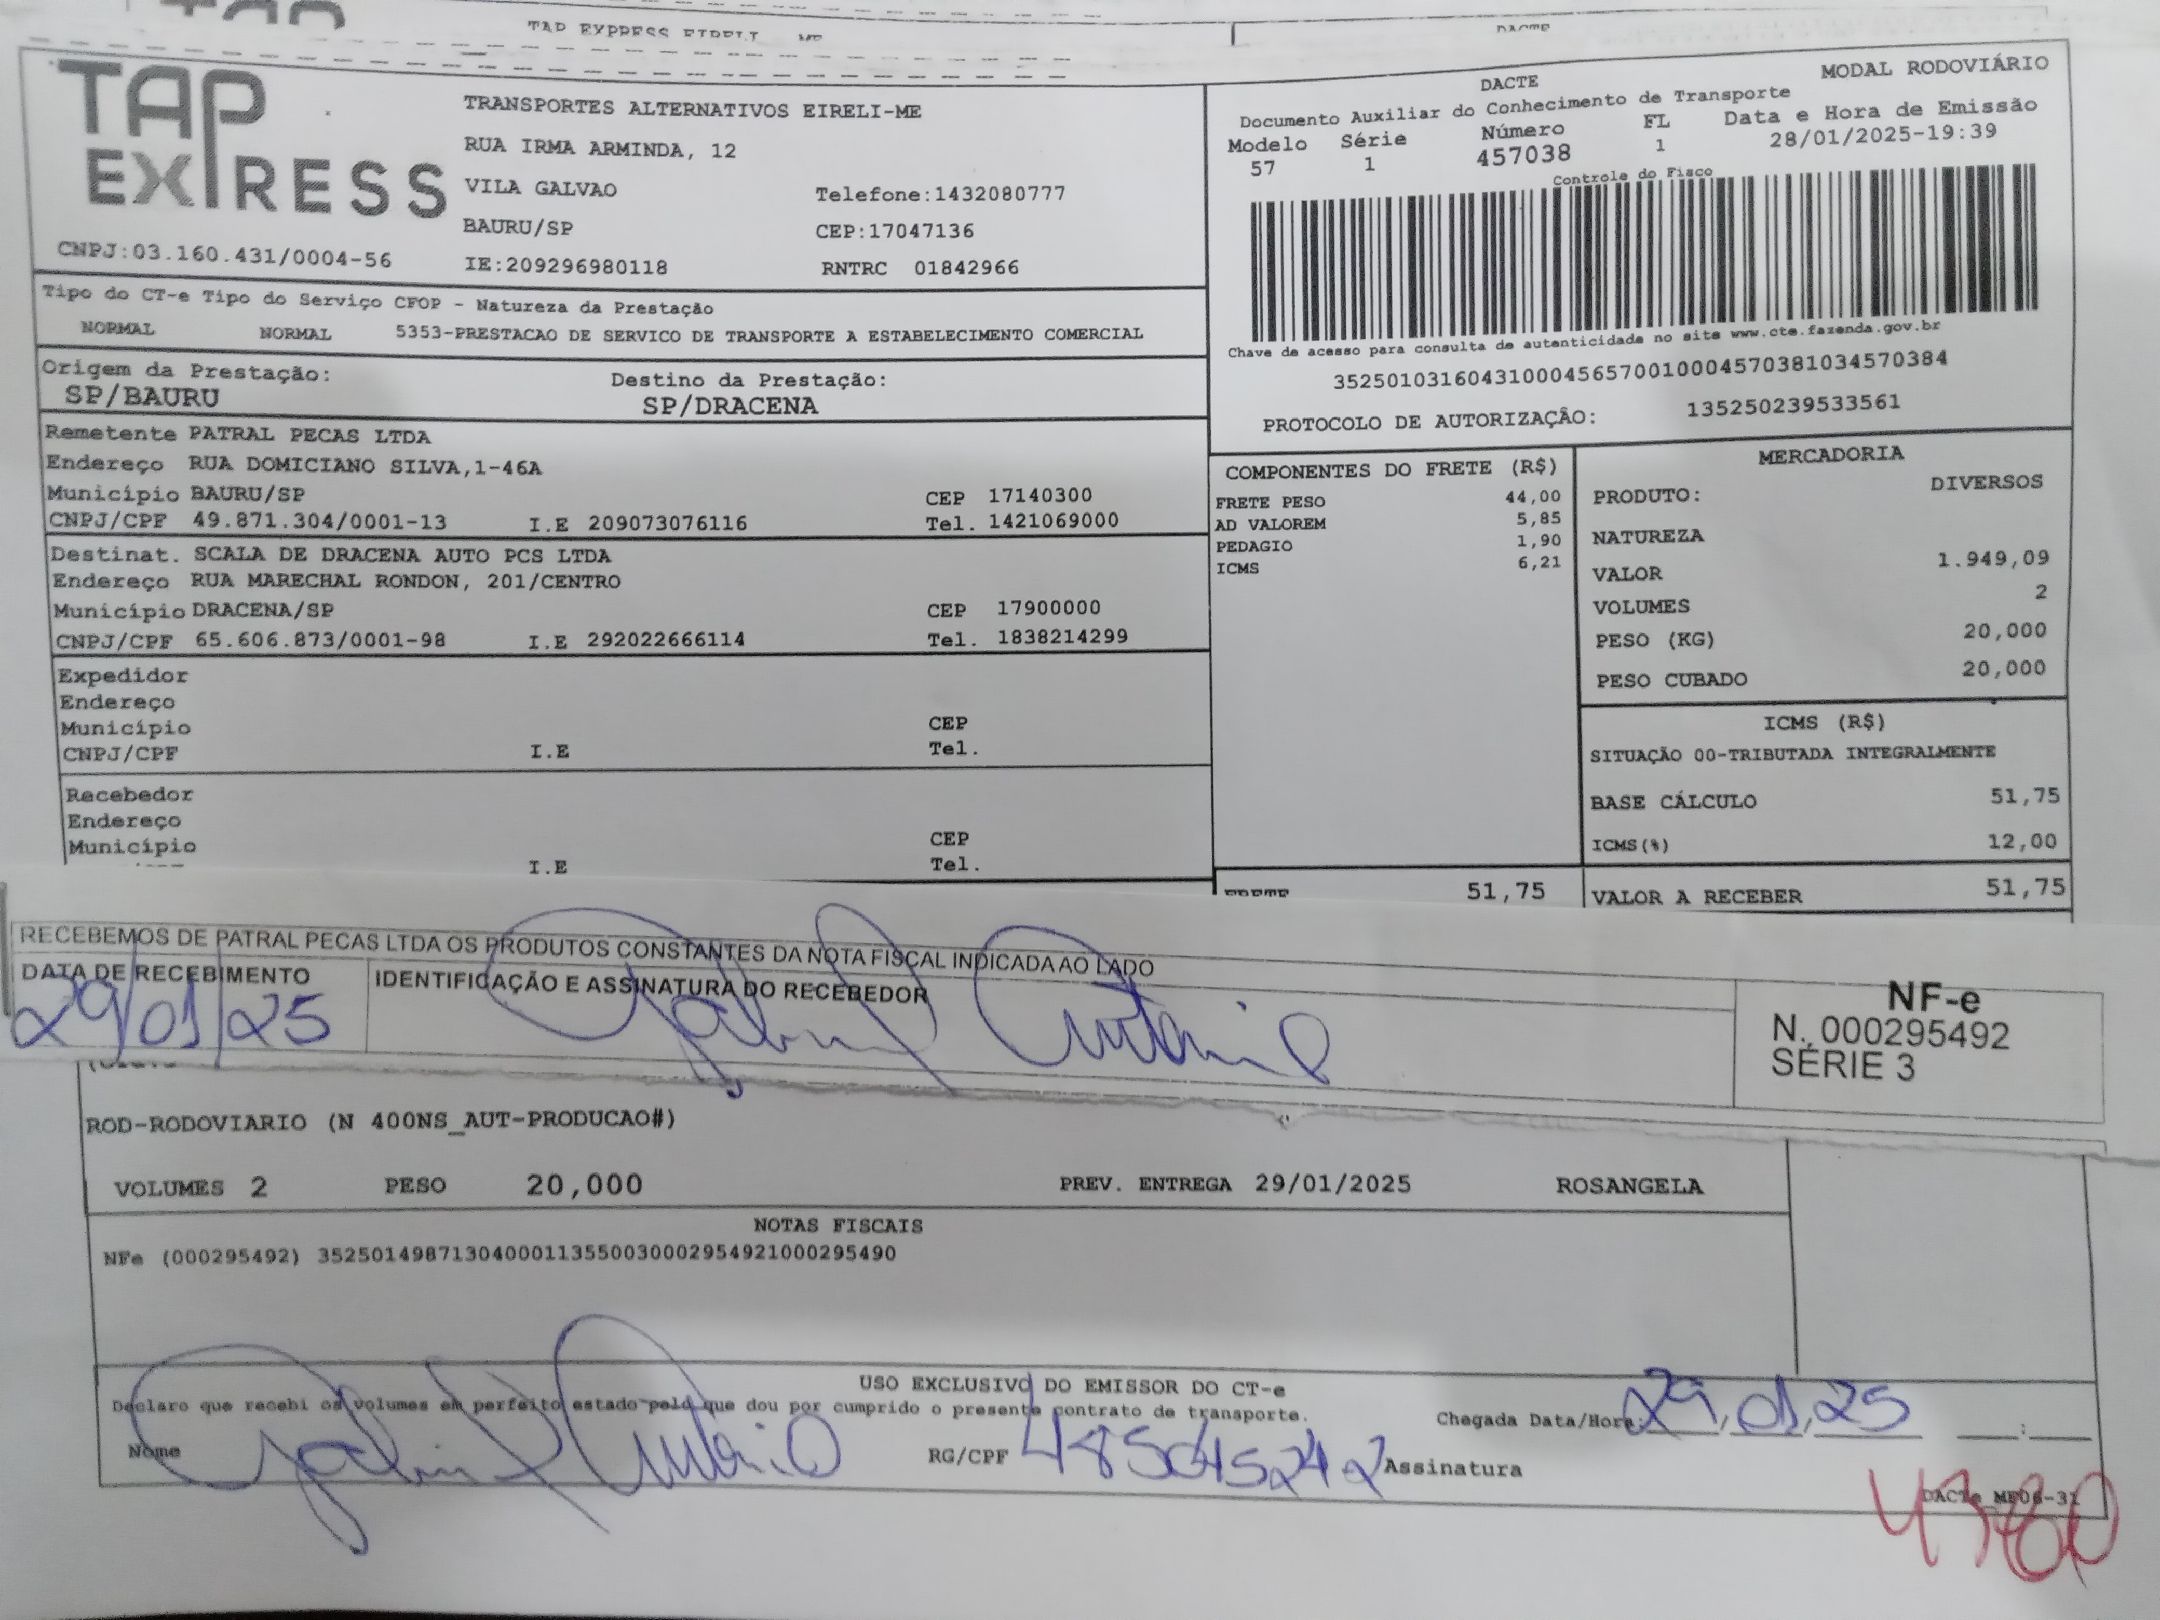 TAP EXPRESS EIRELI ME DACTE
TAP EXPRESS
TRANSPORTES ALTERNATIVOS EIRELI-ME
RUA IRMA ARMINDA, 12
VILA GALVAO Telefone:1432080777
BAURU/SP CEP:17047136
CNPJ:03.160.431/0004-56 IE:209296980118 RNTRC 01842966
DACTE MODAL RODOVIÁRIO
Documento Auxiliar do Conhecimento de Transporte
Modelo Série Número FL Data e Hora de Emissão
57 1 457038 1 28/01/2025-19:39
Controle do Fisco
Chave de acesso para consulta de autenticidade no site www.cte.fazenda.gov.br
35250103160431000456570010004570381034570384
PROTOCOLO DE AUTORIZAÇÃO: 135250239533561
Tipo do CT-e Tipo do Serviço CFOP - Natureza da Prestação
NORMAL NORMAL 5353-PRESTACAO DE SERVICO DE TRANSPORTE A ESTABELECIMENTO COMERCIAL
Origem da Prestação: Destino da Prestação:
SP/BAURU SP/DRACENA
Remetente PATRAL PECAS LTDA
Endereço RUA DOMICIANO SILVA,1-46A
Município BAURU/SP CEP 17140300
CNPJ/CPF 49.871.304/0001-13 I.E 209073076116 Tel. 1421069000
Destinat. SCALA DE DRACENA AUTO PCS LTDA
Endereço RUA MARECHAL RONDON, 201/CENTRO
Município DRACENA/SP CEP 17900000
CNPJ/CPF 65.606.873/0001-98 I.E 292022666114 Tel. 1838214299
Expedidor
Endereço
Município CEP
CNPJ/CPF I.E Tel.
Recebedor
Endereço
Município CEP
I.E Tel.
COMPONENTES DO FRETE (R$)
FRETE PESO 44,00
AD VALOREM 5,85
PEDAGIO 1,90
ICMS 6,21
MERCADORIA
PRODUTO: DIVERSOS
NATUREZA
VALOR 1.949,09
VOLUMES 2
PESO (KG) 20,000
PESO CUBADO 20,000
ICMS (R$)
SITUAÇÃO 00-TRIBUTADA INTEGRALMENTE
BASE CÁLCULO 51,75
ICMS(%) 12,00
FRETE 51,75 VALOR A RECEBER 51,75
RECEBEMOS DE PATRAL PECAS LTDA OS PRODUTOS CONSTANTES DA NOTA FISCAL INDICADA AO LADO
DATA DE RECEBIMENTO IDENTIFICAÇÃO E ASSINATURA DO RECEBEDOR
29/01/25 Gabriel Antonio
NF-e
N. 000295492
SÉRIE 3
ROD-RODOVIARIO (N 400NS_AUT-PRODUCAO#)
VOLUMES 2 PESO 20,000 PREV. ENTREGA 29/01/2025 ROSANGELA
NOTAS FISCAIS
NFe (000295492) 35250149871304000113550030002954921000295490
USO EXCLUSIVO DO EMISSOR DO CT-e
Declaro que recebi os volumes em perfeito estado pelo que dou por cumprido o presente contrato de transporte.
Chegada Data/Hora: 29,01,25 :
Nome Gabriel Antonio RG/CPF Assinatura
DACTe_MF06-31